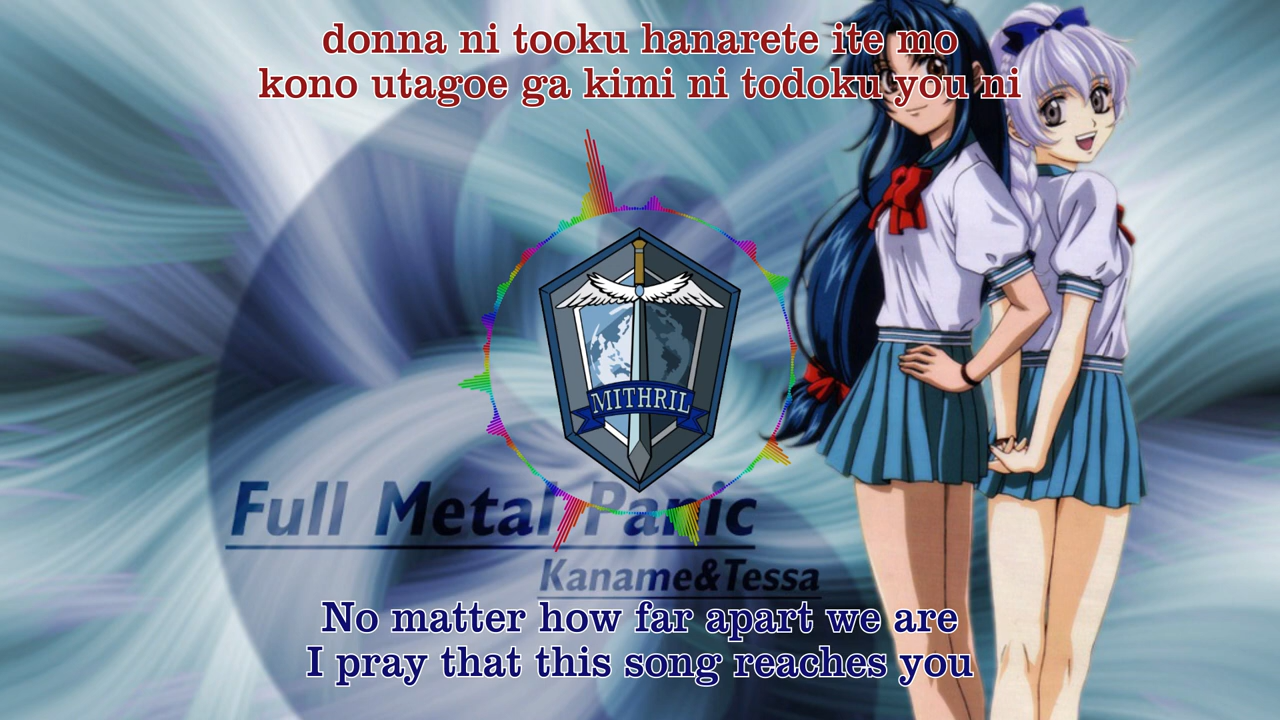 donna ni tooku hanarete ite mo
kono utagoe ga kimi ni todoku you ni
MITHRIL
Full Metal Panic
Kaname&Tessa
No matter how far apart we are
I pray that this song reaches you